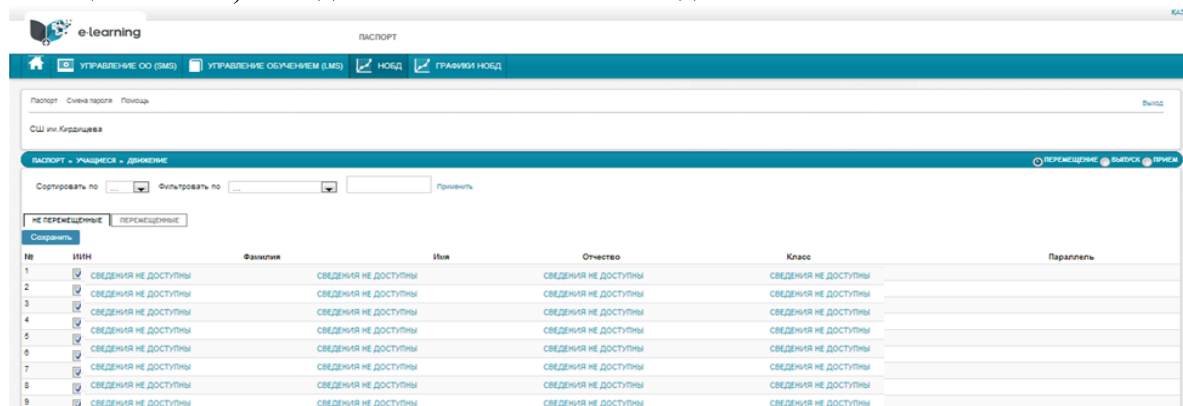 ҚАЗ
e-learning
ПАСПОРТ
УПРАВЛЕНИЕ ОО (SMS) УПРАВЛЕНИЕ ОБУЧЕНИЕМ (LMS) НОБД ГРАФИКИ НОБД
Паспорт Смена пароля Помощь Выход
СШ им.Кирдищева
ПАСПОРТ » УЧАЩИЕСЯ » ДВИЖЕНИЕ ПЕРЕМЕЩЕНИЕ ВЫПУСК ПРИЕМ
Сортировать по ... Фильтровать по ... Применить
НЕ ПЕРЕМЕЩЕННЫЕ ПЕРЕМЕЩЕННЫЕ
Сохранить
№ ИИН Фамилия Имя Отчество Класс Параллель
1 СВЕДЕНИЯ НЕ ДОСТУПНЫ СВЕДЕНИЯ НЕ ДОСТУПНЫ СВЕДЕНИЯ НЕ ДОСТУПНЫ СВЕДЕНИЯ НЕ ДОСТУПНЫ
2 СВЕДЕНИЯ НЕ ДОСТУПНЫ СВЕДЕНИЯ НЕ ДОСТУПНЫ СВЕДЕНИЯ НЕ ДОСТУПНЫ СВЕДЕНИЯ НЕ ДОСТУПНЫ
3 СВЕДЕНИЯ НЕ ДОСТУПНЫ СВЕДЕНИЯ НЕ ДОСТУПНЫ СВЕДЕНИЯ НЕ ДОСТУПНЫ СВЕДЕНИЯ НЕ ДОСТУПНЫ
4 СВЕДЕНИЯ НЕ ДОСТУПНЫ СВЕДЕНИЯ НЕ ДОСТУПНЫ СВЕДЕНИЯ НЕ ДОСТУПНЫ СВЕДЕНИЯ НЕ ДОСТУПНЫ
5 СВЕДЕНИЯ НЕ ДОСТУПНЫ СВЕДЕНИЯ НЕ ДОСТУПНЫ СВЕДЕНИЯ НЕ ДОСТУПНЫ СВЕДЕНИЯ НЕ ДОСТУПНЫ
6 СВЕДЕНИЯ НЕ ДОСТУПНЫ СВЕДЕНИЯ НЕ ДОСТУПНЫ СВЕДЕНИЯ НЕ ДОСТУПНЫ СВЕДЕНИЯ НЕ ДОСТУПНЫ
7 СВЕДЕНИЯ НЕ ДОСТУПНЫ СВЕДЕНИЯ НЕ ДОСТУПНЫ СВЕДЕНИЯ НЕ ДОСТУПНЫ СВЕДЕНИЯ НЕ ДОСТУПНЫ
8 СВЕДЕНИЯ НЕ ДОСТУПНЫ СВЕДЕНИЯ НЕ ДОСТУПНЫ СВЕДЕНИЯ НЕ ДОСТУПНЫ СВЕДЕНИЯ НЕ ДОСТУПНЫ
9 СВЕДЕНИЯ НЕ ДОСТУПНЫ СВЕДЕНИЯ НЕ ДОСТУПНЫ СВЕДЕНИЯ НЕ ДОСТУПНЫ СВЕДЕНИЯ НЕ ДОСТУПНЫ